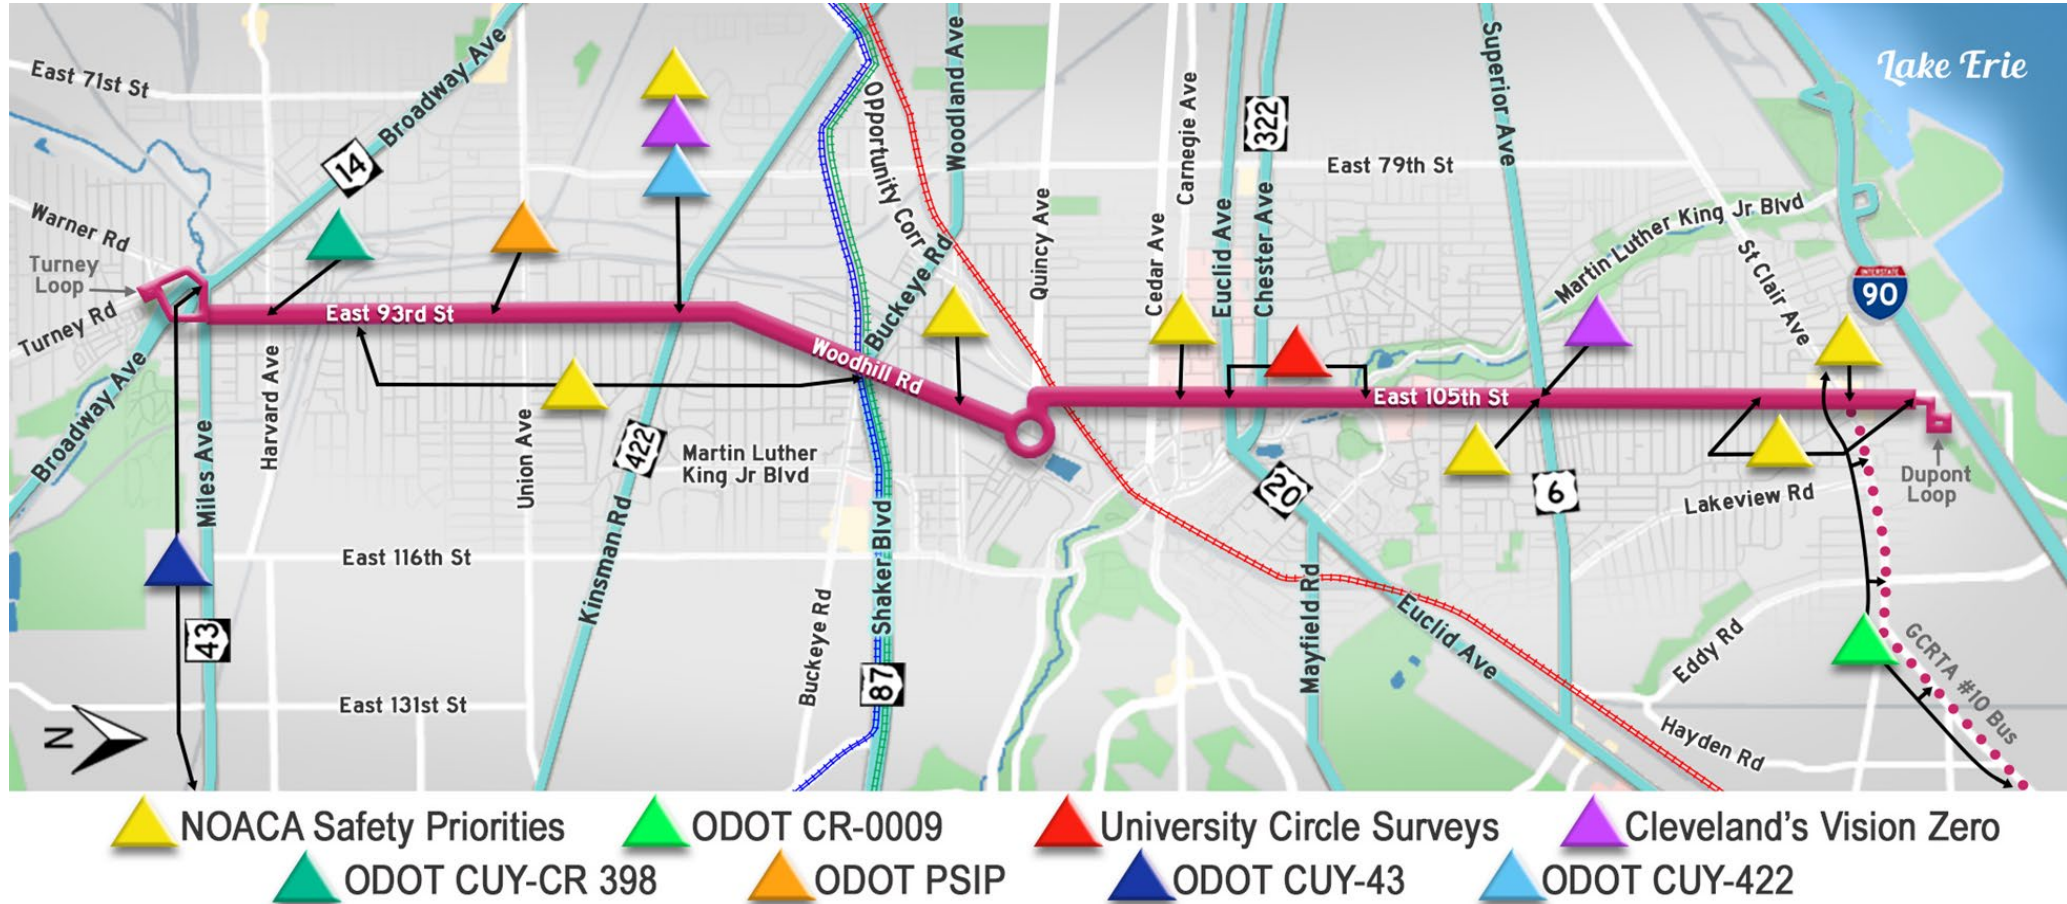 Lake Erie
East 71st St
Broadway Ave
14
Opportunity Corr
Woodland Ave
Carnegie Ave
322
Superior Ave
East 79th St
Warner Rd
Turney
Loop
Turney Rd
Buckeye Rd
Quincy Ave
Cedar Ave
Euclid Ave
Chester Ave
Martin Luther King Jr Blvd
St Clair Ave
INTERSTATE
90
East 93rd St
Woodhill Rd
East 105th St
Broadway Ave
Miles Ave
Harvard Ave
Union Ave
422
Martin Luther
King Jr Blvd
20
6
Lakeview Rd
Dupont
Loop
East 116th St
Kinsman Rd
Buckeye Rd
Shaker Blvd
Mayfield Rd
Euclid Ave
Eddy Rd
GCRTA #10 Bus
43
87
East 131st St
Hayden Rd
N
NOACA Safety Priorities
ODOT CR-0009
University Circle Surveys
Cleveland's Vision Zero
ODOT CUY-CR 398
ODOT PSIP
ODOT CUY-43
ODOT CUY-422